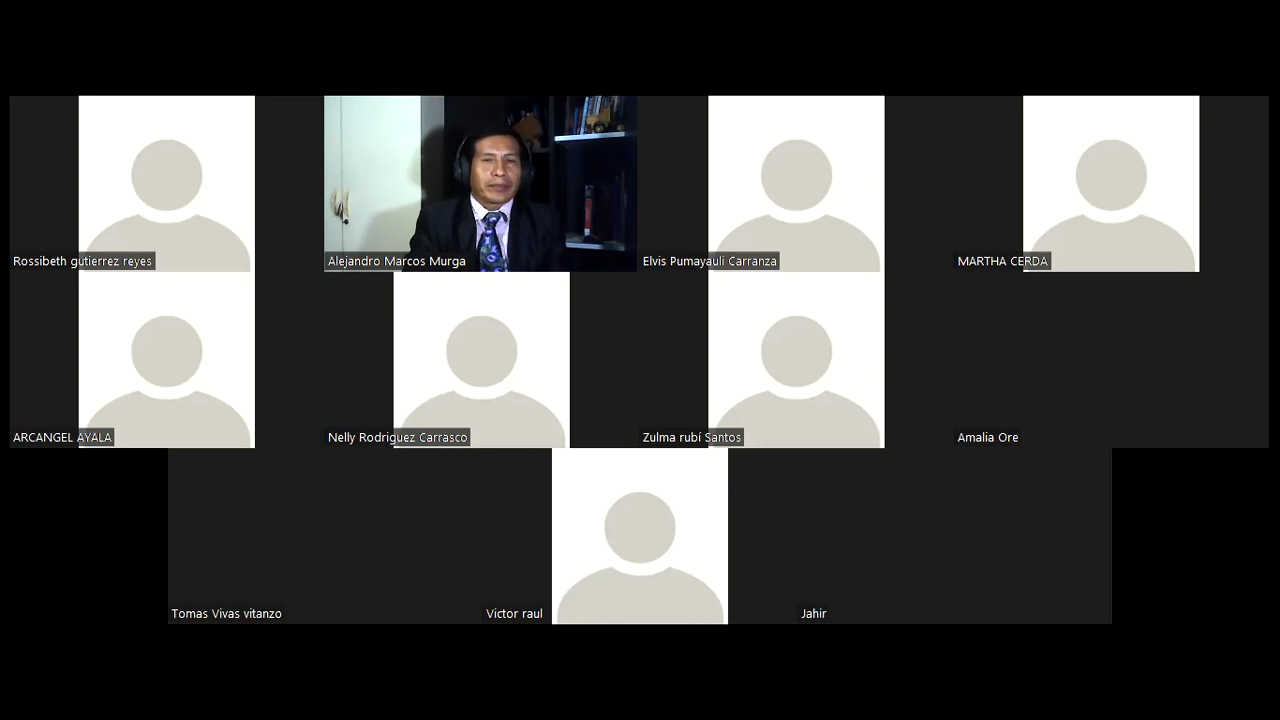 Rossibeth gutierrez reyes
Alejandro Marcos Murga
Elvis Pumayauli Carranza
MARTHA CERDA
ARCANGEL AYALA
Nelly Rodriguez Carrasco
Zulma rubí Santos
Amalia Ore
Tomas Vivas vitanzo
Victor raul
Jahir